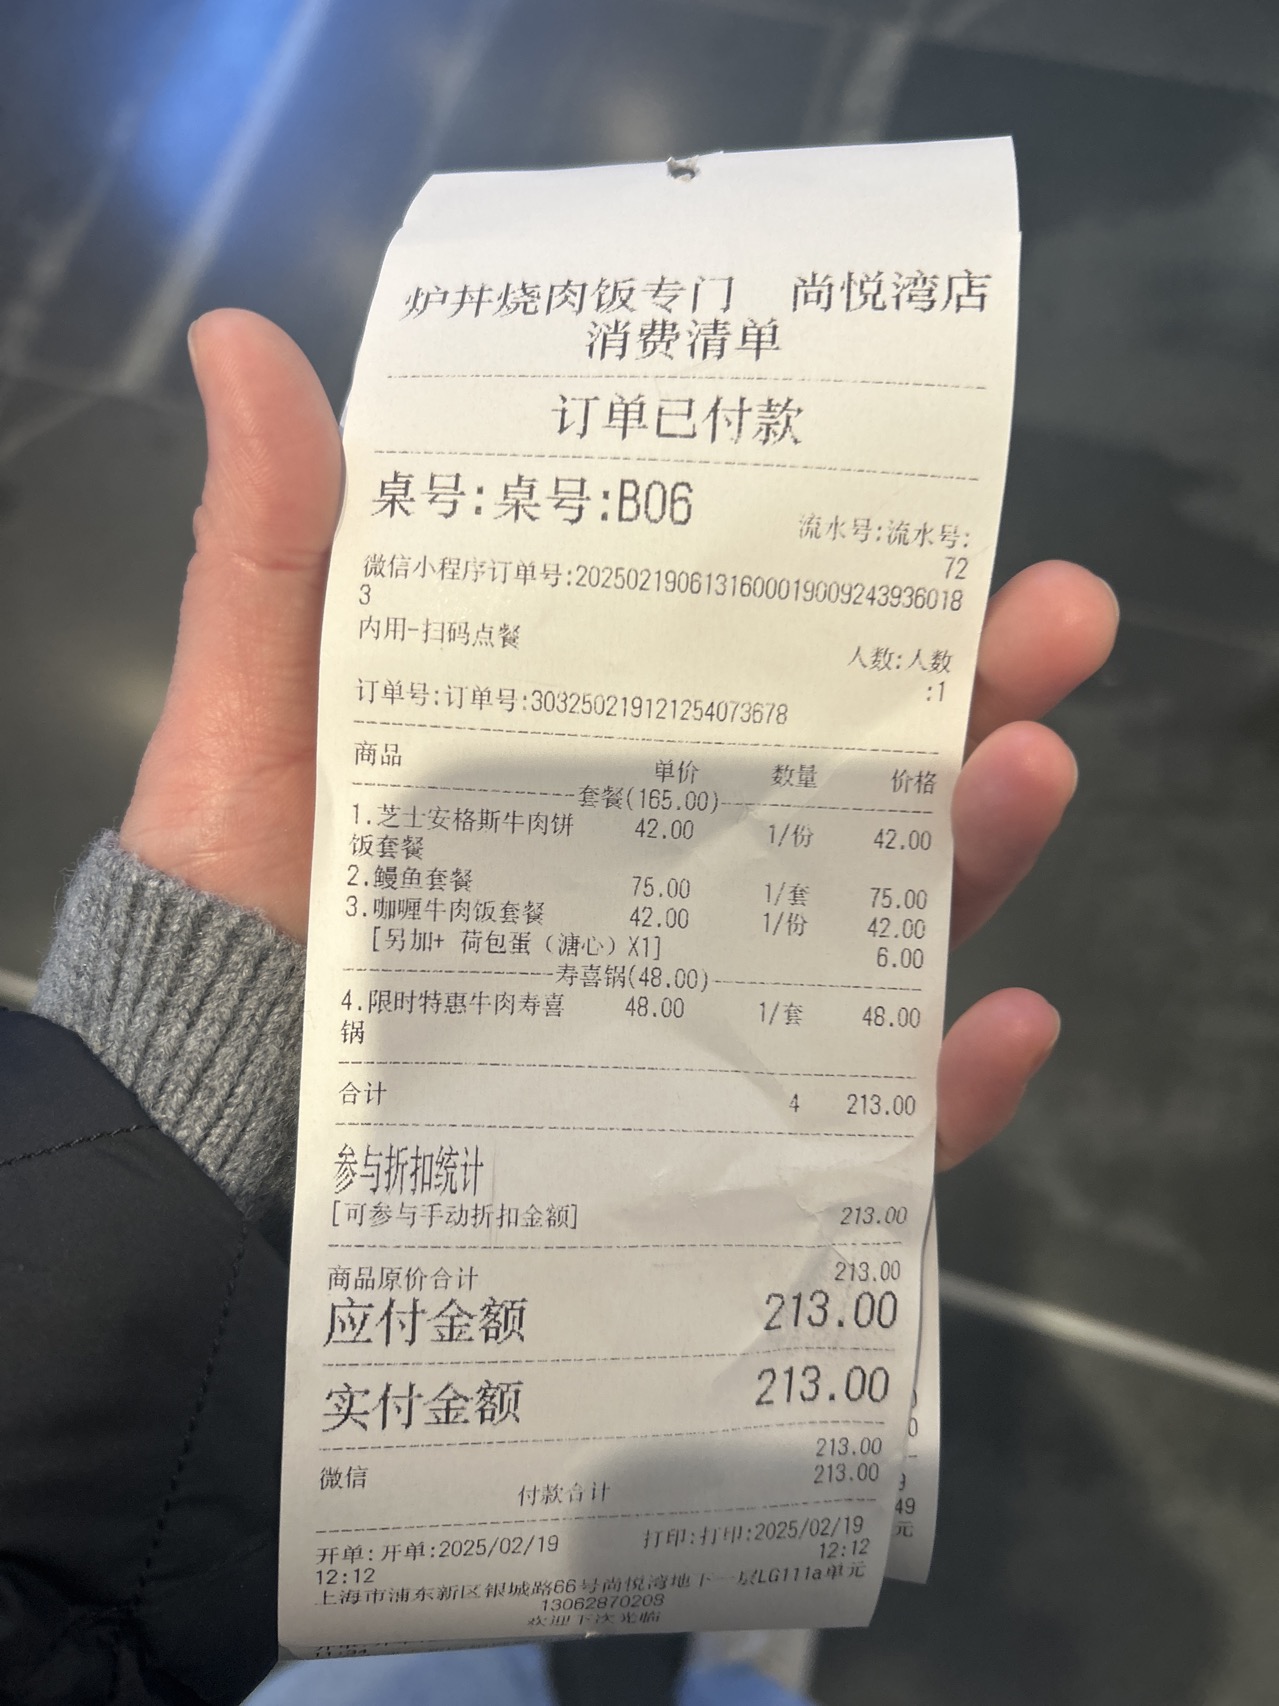 炉丼烧肉饭专门 尚悦湾店
消费清单
订单已付款
桌号:桌号:B06
流水号:流水号:
72
微信小程序订单号:2025021906131600019009243936018
3
内用-扫码点餐
人数:人数
:1
订单号:订单号:303250219121254073678
商品 单价 数量 价格
套餐(165.00)
1.芝士安格斯牛肉饼 42.00 1/份 42.00
饭套餐
2.鳗鱼套餐 75.00 1/套 75.00
3.咖喱牛肉饭套餐 42.00 1/份 42.00
[另加+ 荷包蛋（溏心）X1] 6.00
寿喜锅(48.00)
4.限时特惠牛肉寿喜 48.00 1/套 48.00
锅
合计 4 213.00
参与折扣统计
[可参与手动折扣金额] 213.00
商品原价合计 213.00
应付金额 213.00
实付金额 213.00
微信 213.00
付款合计 213.00
开单:开单:2025/02/19 打印:打印:2025/02/19
12:12 12:12
上海市浦东新区银城路66号尚悦湾地下一层LG111a单元
13062870208
欢迎下次光临
49
元